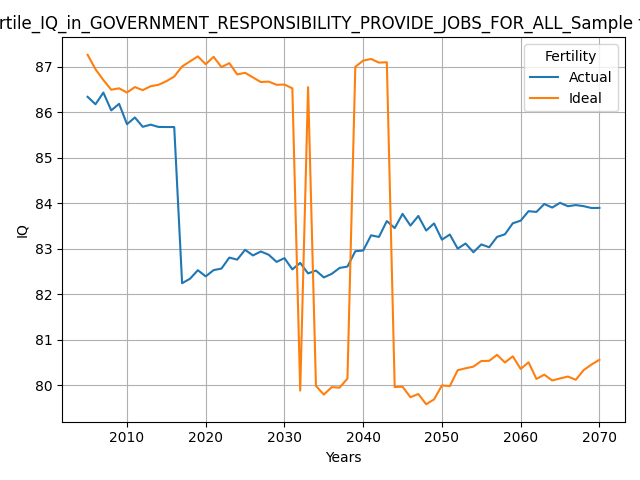 rtile_IQ_in_GOVERNMENT_RESPONSIBILITY_PROVIDE_JOBS_FOR_ALL_Sample
Fertility
Actual
Ideal
87
86
85
84
83
82
81
80
IQ
2010 2020 2030 2040 2050 2060 2070
Years